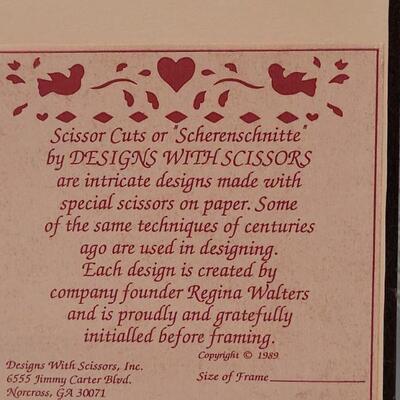 Scissor Cuts or "Scherenschnitte"
by DESIGNS WITH SCISSORS
are intricate designs made with
special scissors on paper. Some
of the same techniques of centuries
ago are used in designing.
Each design is created by
company founder Regina Walters
and is proudly and gratefully
initialled before framing.
Copyright © 1989
Designs With Scissors, Inc.
6555 Jimmy Carter Blvd.
Norcross, GA 30071
Size of Frame